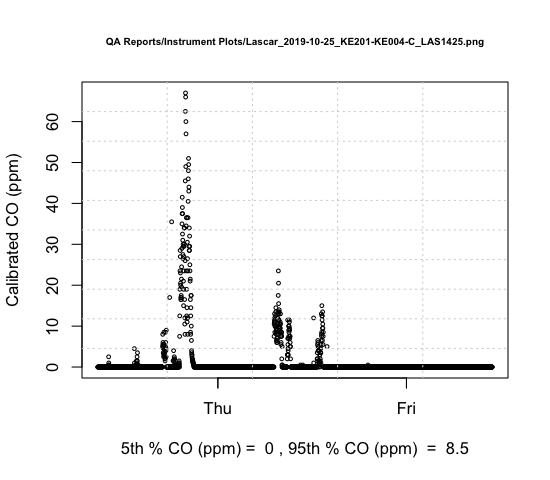 QA Reports/Instrument Plots/Lascar_2019-10-25_KE201-KE004-C_LAS1425.png
Calibrated CO (ppm)
60
50
40
30
20
10
0
Thu Fri
5th % CO (ppm) = 0 , 95th % CO (ppm) = 8.5